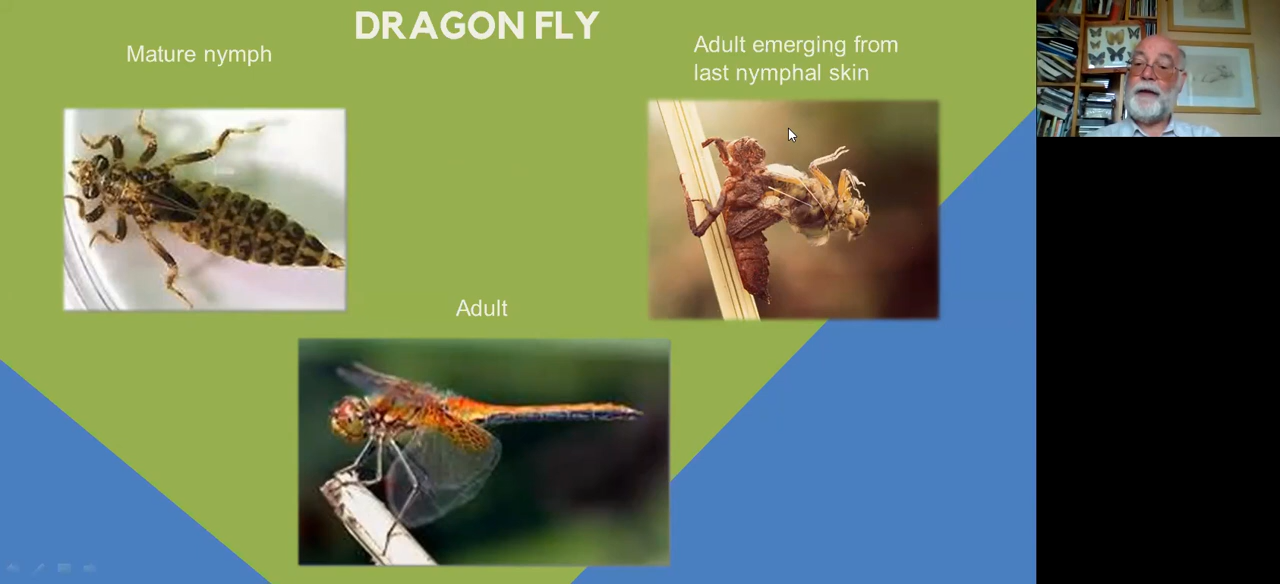 DRAGON FLY
Mature nymph
Adult emerging from
last nymphal skin
Adult